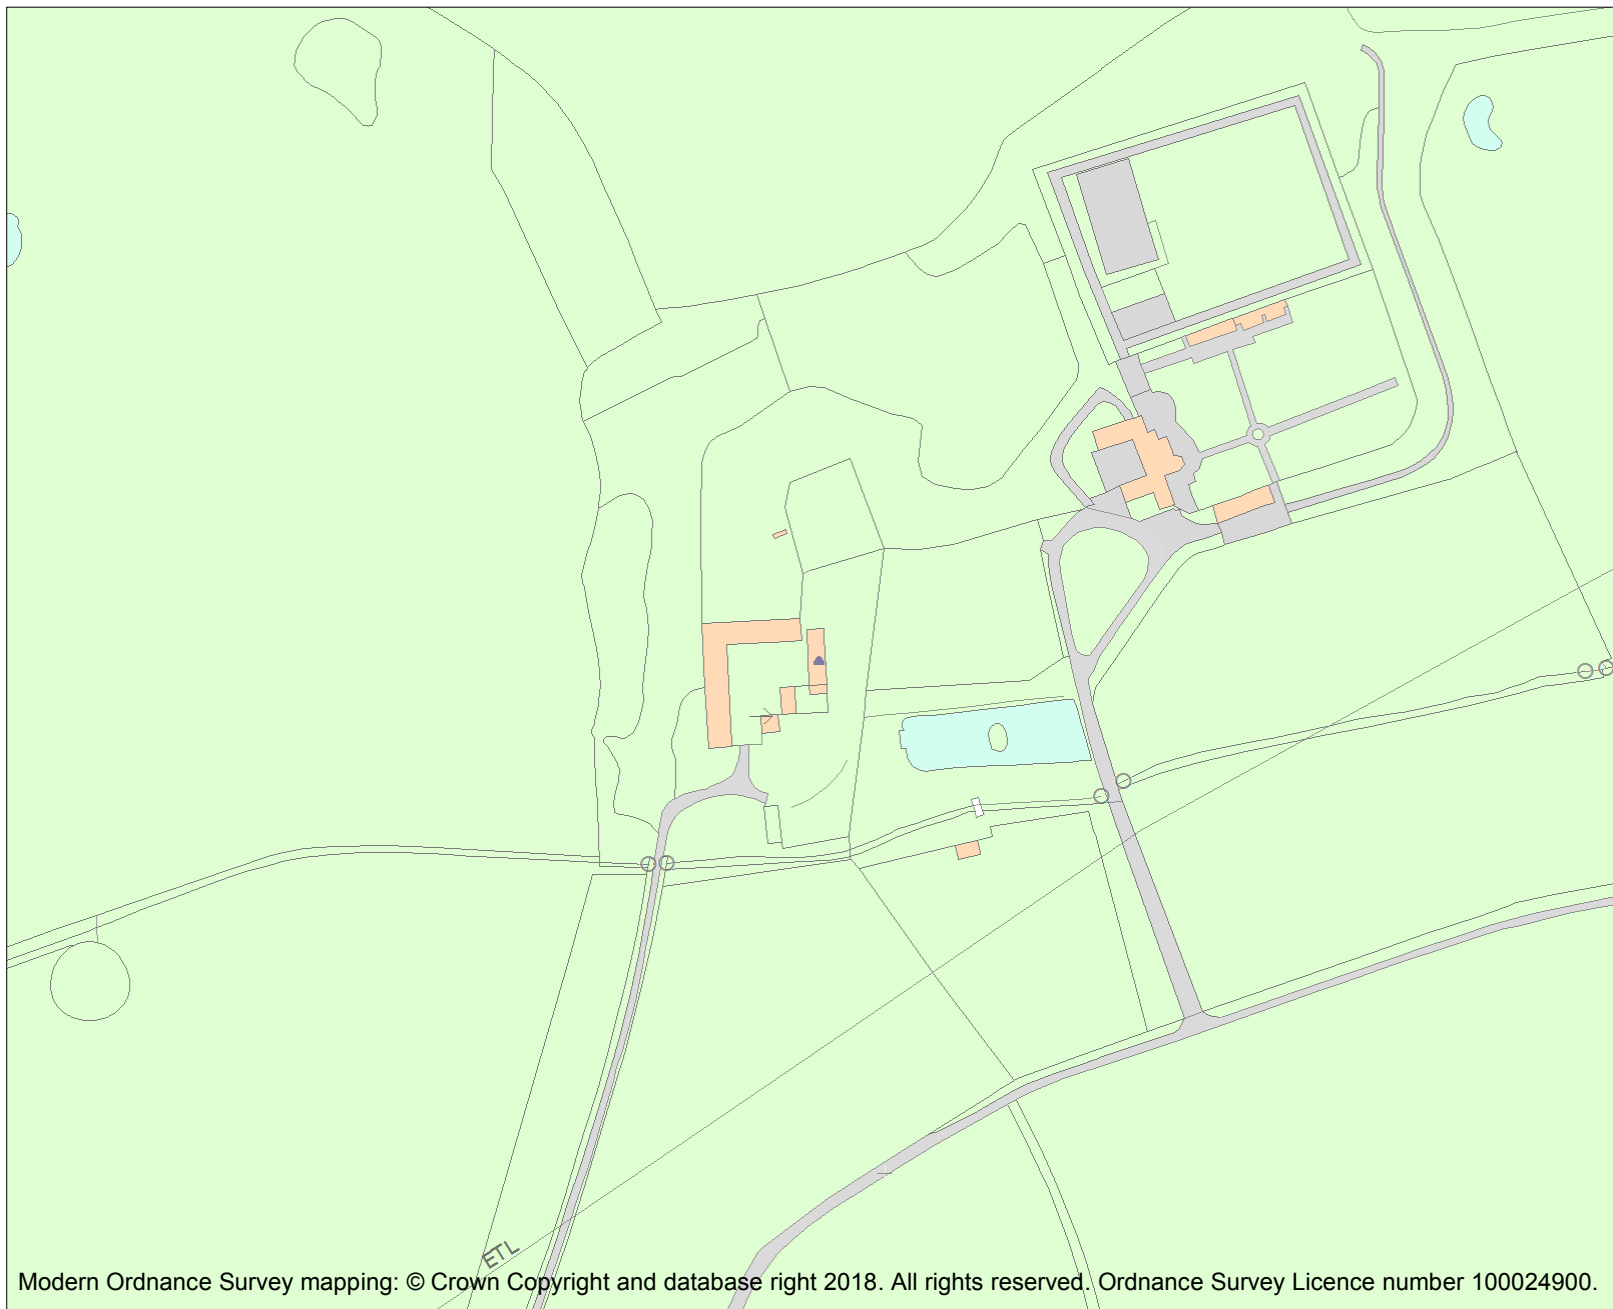 ETL
Modern Ordnance Survey mapping: © Crown Copyright and database right 2018. All rights reserved. Ordnance Survey Licence number 100024900.